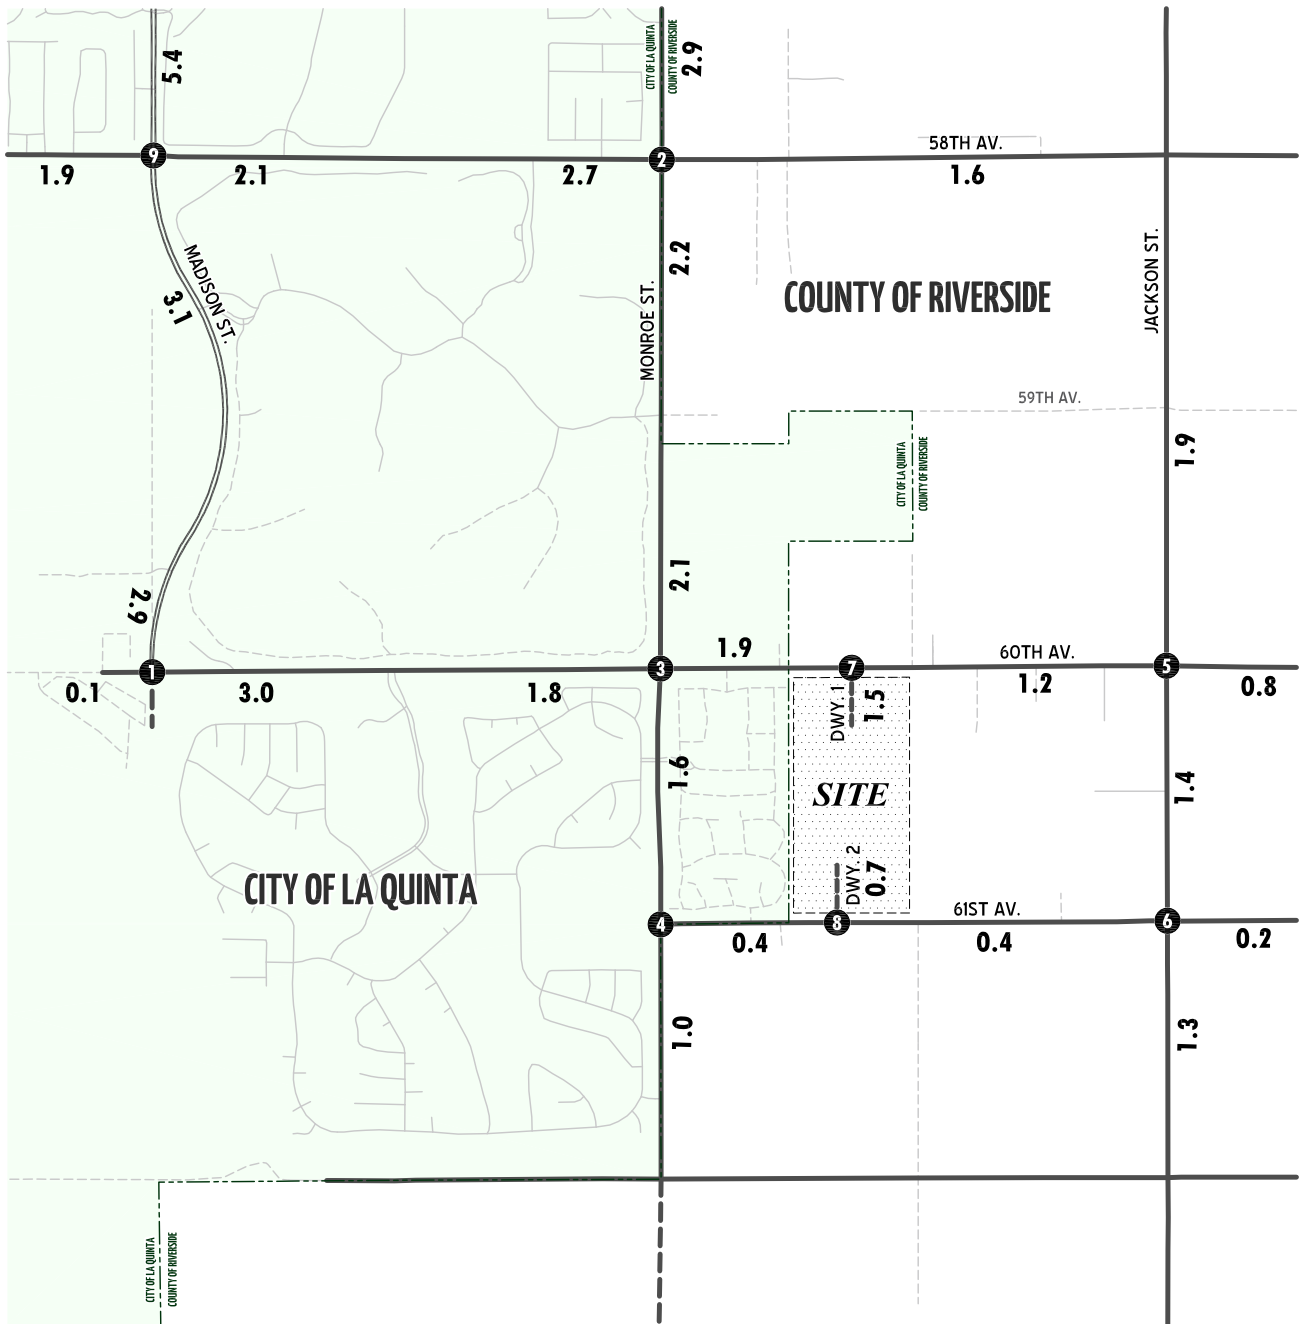 5.4
CITY OF LA QUINTA
COUNTY OF RIVERSIDE
2.9
58TH AV.
9
2
1.9
2.1
2.7
1.6
MADISON ST.
3.1
2.2
MONROE ST.
COUNTY OF RIVERSIDE
JACKSON ST.
59TH AV.
CITY OF LA QUINTA
COUNTY OF RIVERSIDE
1.9
2.9
2.1
1.9
60TH AV.
1
3
7
5
0.1
3.0
1.8
1.2
0.8
DWY. 1
1.5
1.6
SITE
1.4
CITY OF LA QUINTA
DWY. 2
0.7
61ST AV.
4
8
6
0.4
0.4
0.2
1.0
1.3
CITY OF LA QUINTA
COUNTY OF RIVERSIDE